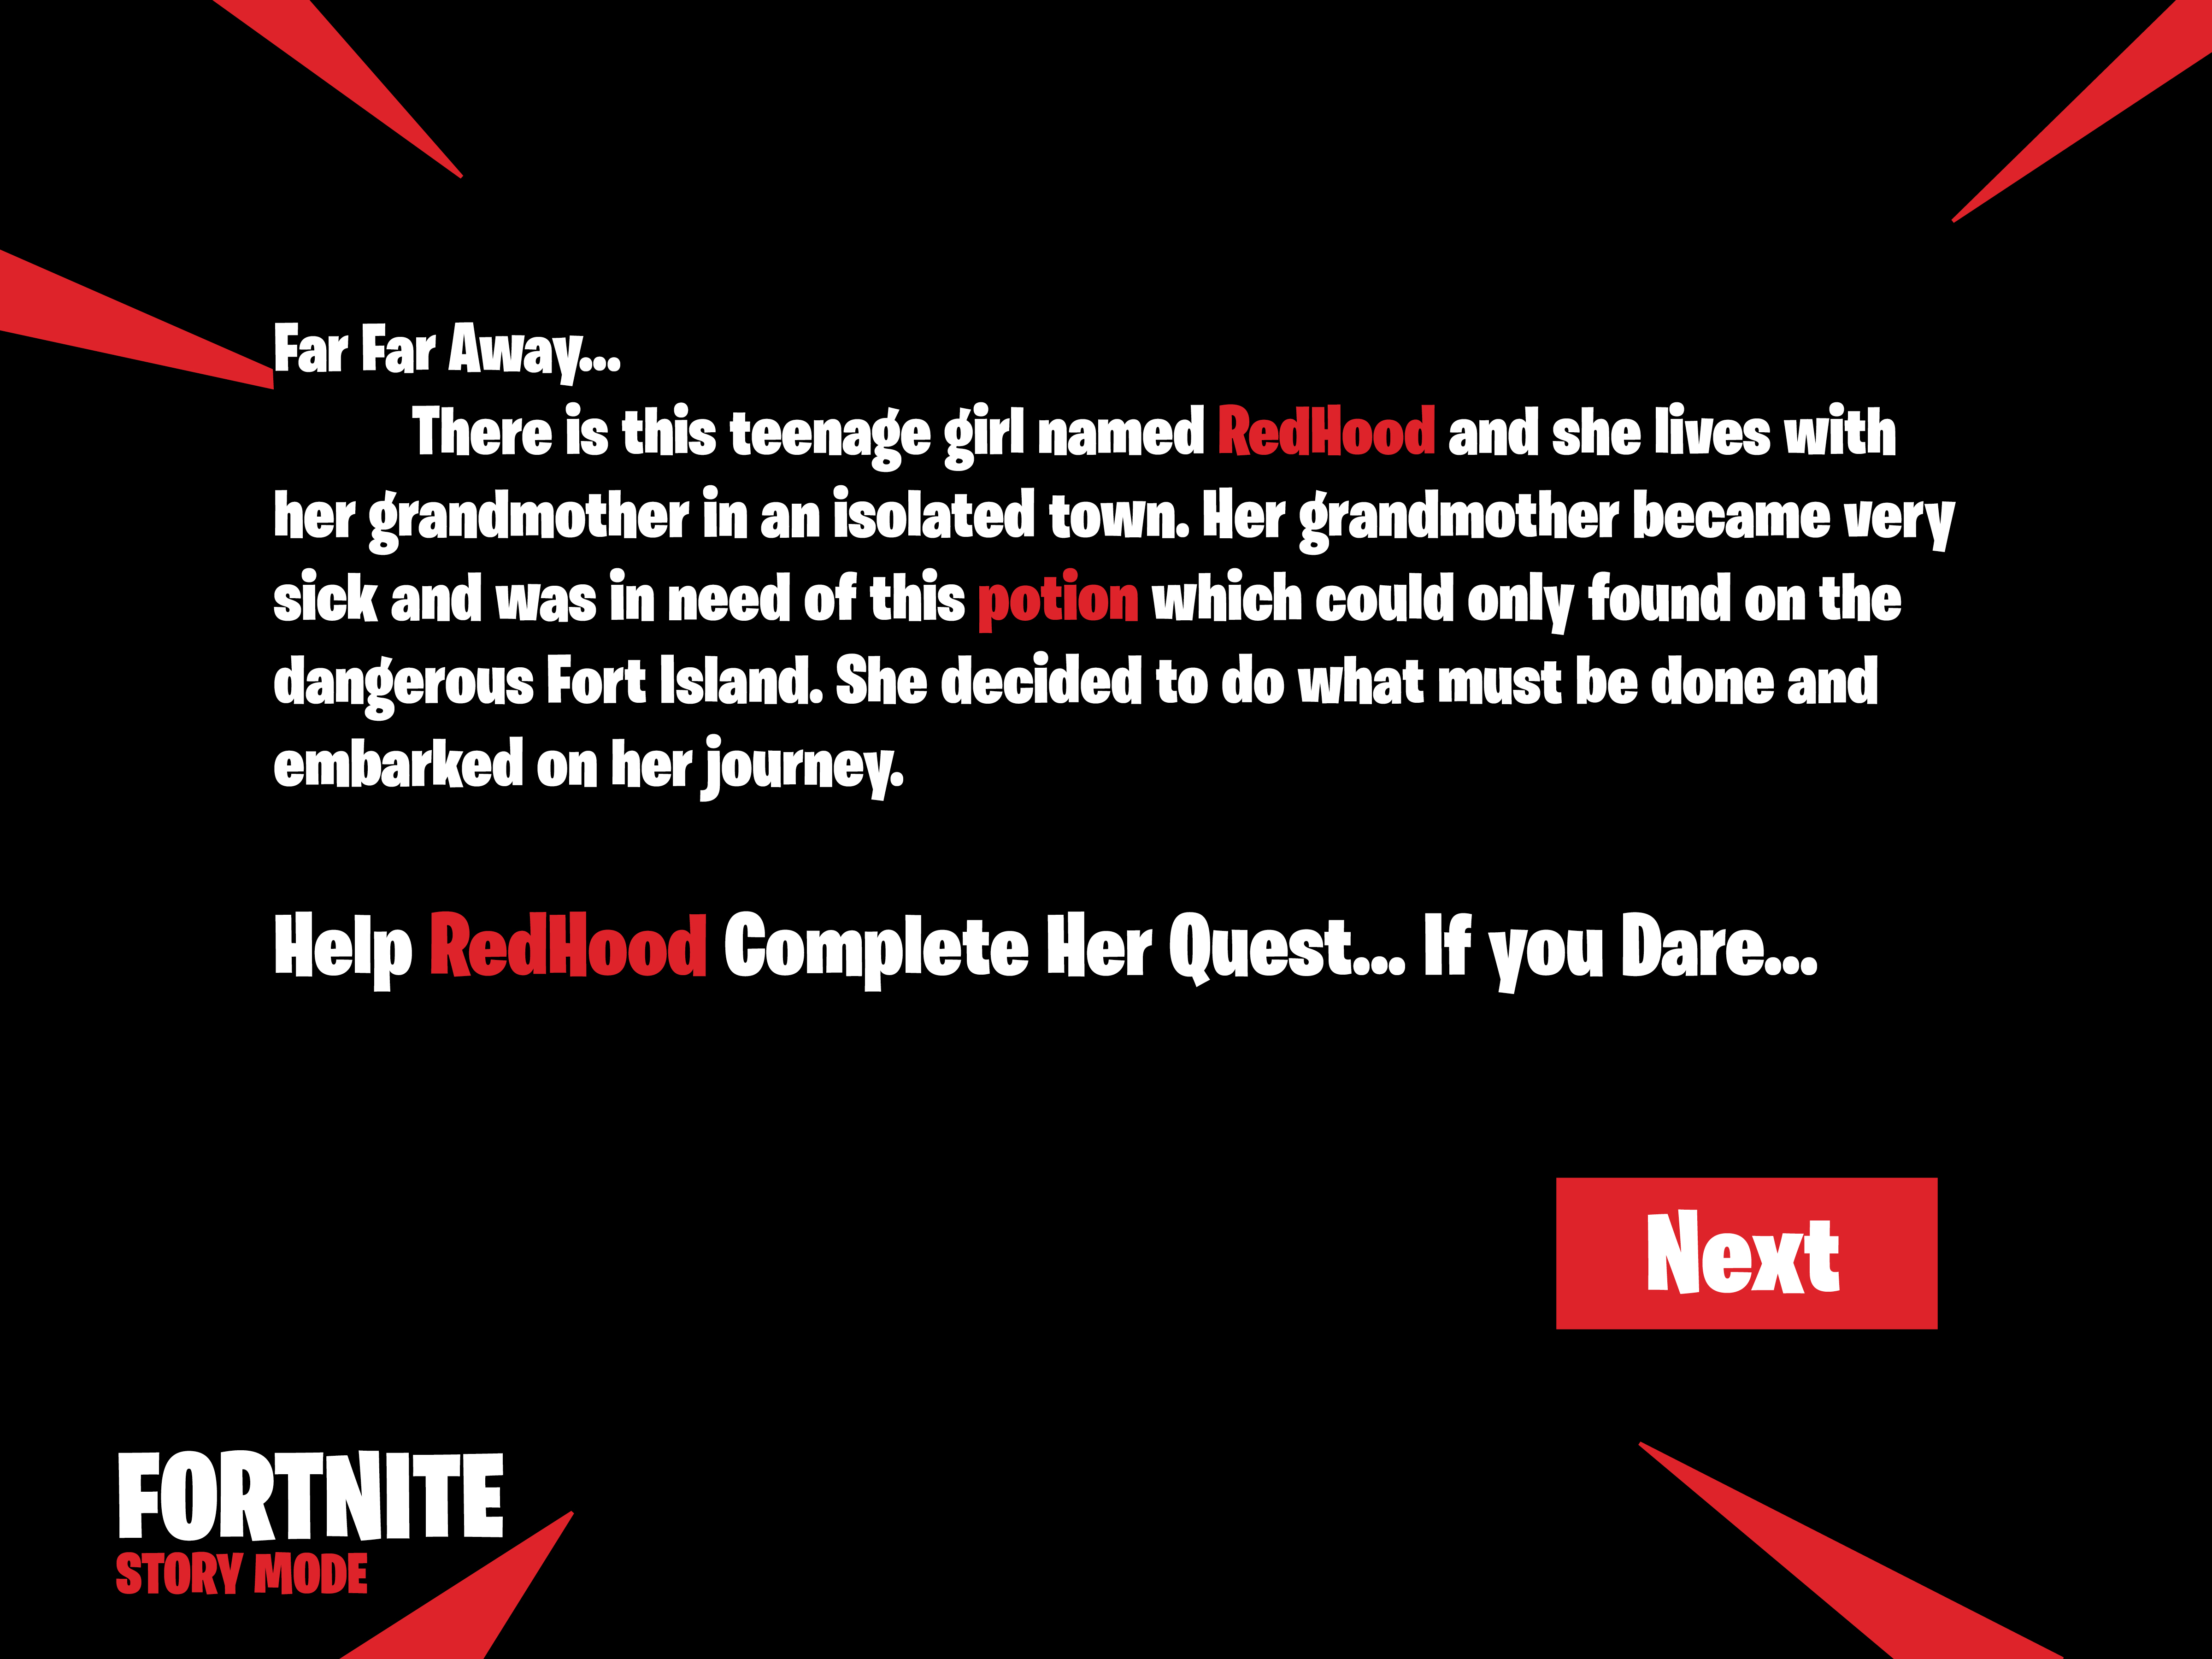 Far Far Away...
There is this teenage girl named RedHood and she lives with
her grandmother in an isolated town. Her grandmother became very
sick and was in need of this potion which could only found on the
dangerous Fort Island. She decided to do what must be done and
embarked on her journey.
Help RedHood Complete Her Quest... If you Dare...
Next
FORTNITE
STORY MODE